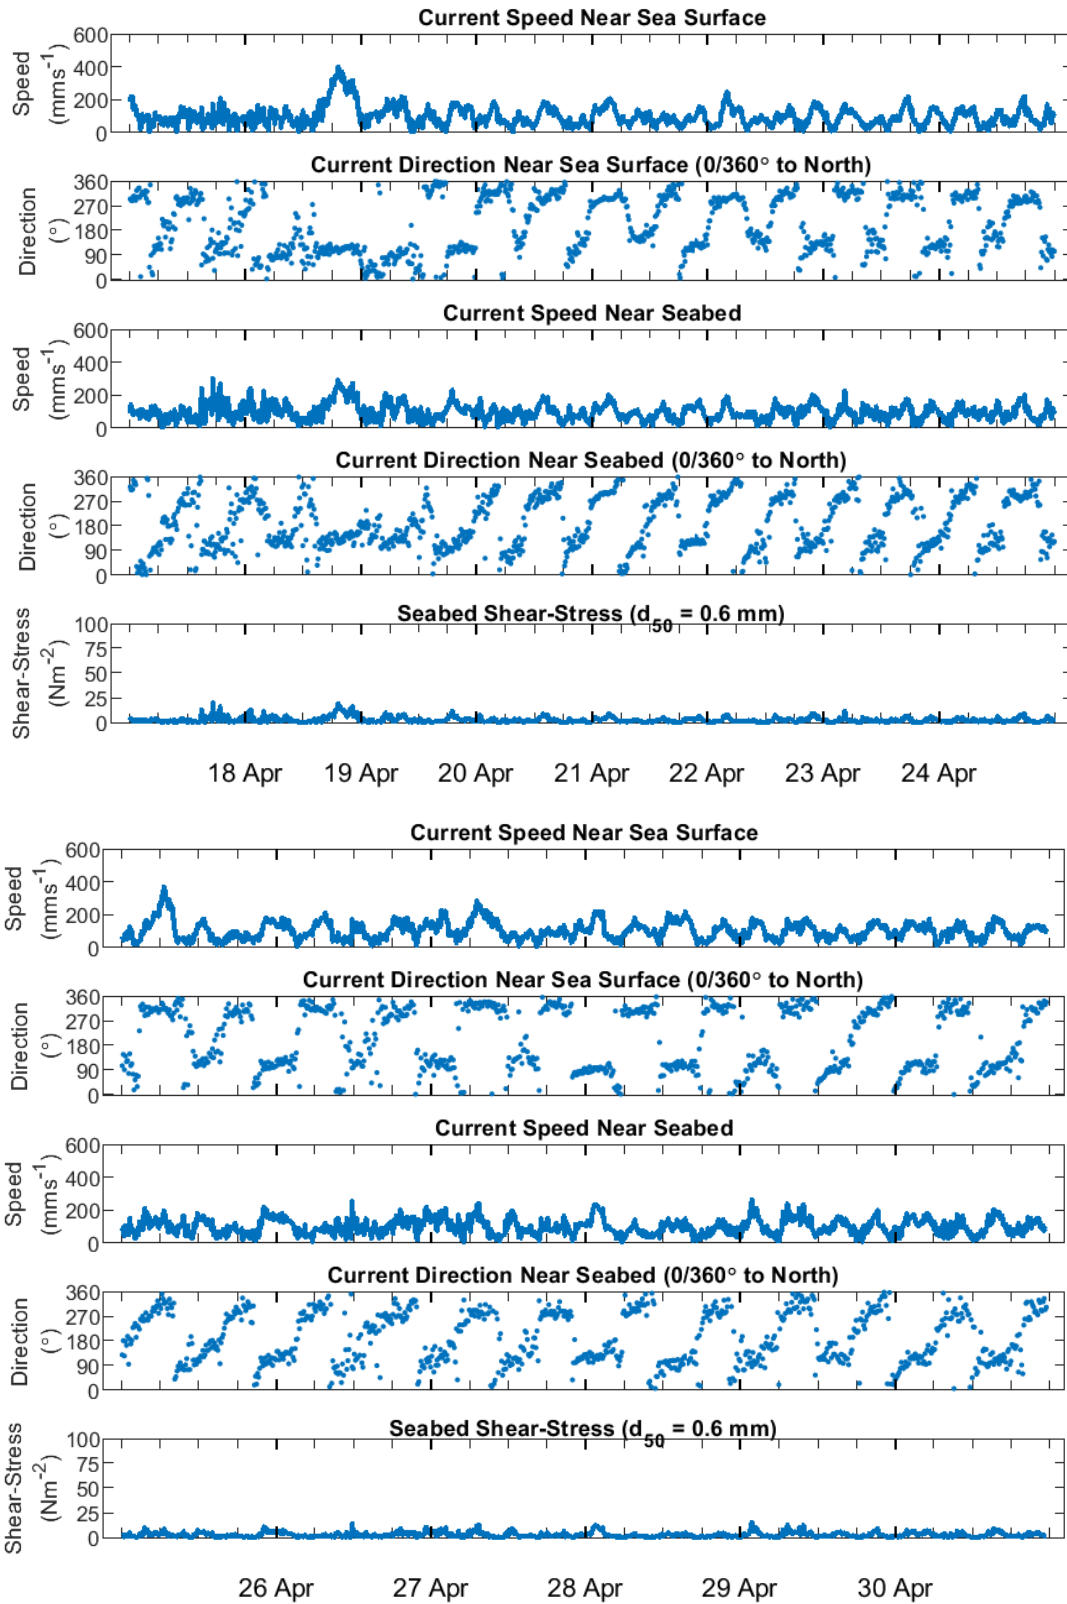 Current Speed Near Sea Surface
Speed
(mms⁻¹)
600
400
200
0
Current Direction Near Sea Surface (0/360° to North)
Direction
(°)
360
270
180
90
0
Current Speed Near Seabed
Speed
(mms⁻¹)
600
400
200
0
Current Direction Near Seabed (0/360° to North)
Direction
(°)
360
270
180
90
0
Seabed Shear-Stress (d₅₀ = 0.6 mm)
Shear-Stress
(Nm⁻²)
100
75
50
25
0
18 Apr 19 Apr 20 Apr 21 Apr 22 Apr 23 Apr 24 Apr
Current Speed Near Sea Surface
Speed
(mms⁻¹)
600
400
200
0
Current Direction Near Sea Surface (0/360° to North)
Direction
(°)
360
270
180
90
0
Current Speed Near Seabed
Speed
(mms⁻¹)
600
400
200
0
Current Direction Near Seabed (0/360° to North)
Direction
(°)
360
270
180
90
0
Seabed Shear-Stress (d₅₀ = 0.6 mm)
Shear-Stress
(Nm⁻²)
100
75
50
25
0
26 Apr 27 Apr 28 Apr 29 Apr 30 Apr